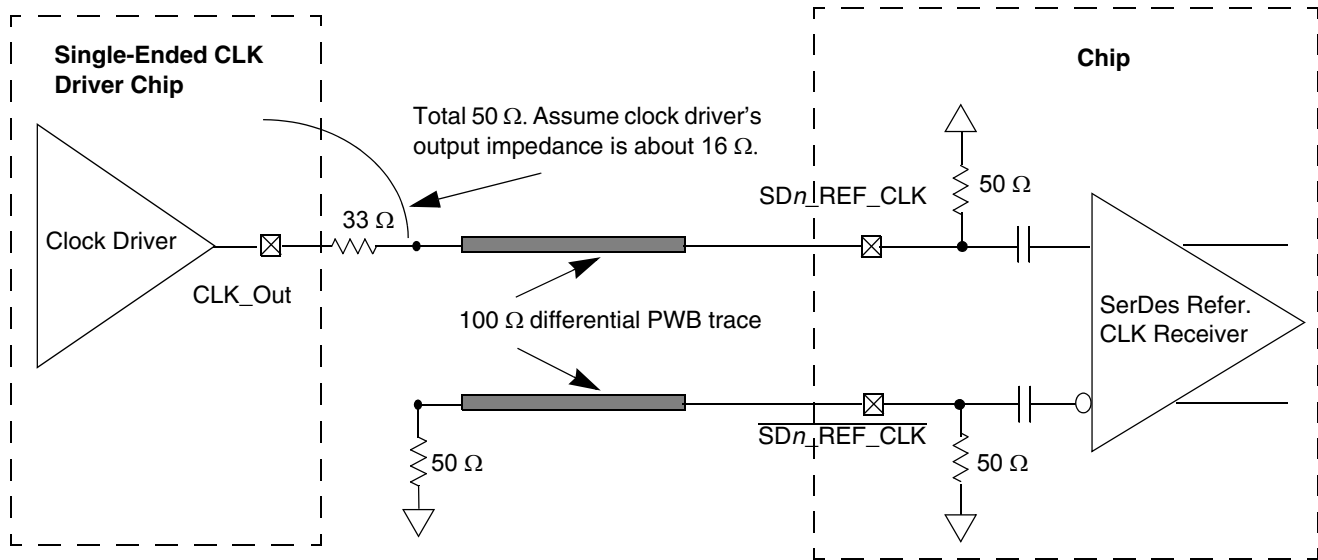 Single-Ended CLK
Driver Chip
Chip
Total 50 Ω. Assume clock driver’s
output impedance is about 16 Ω.
SDn_REF_CLK
50 Ω
33 Ω
Clock Driver
CLK_Out
100 Ω differential PWB trace
SerDes Refer.
CLK Receiver
SDn_REF_CLK
50 Ω
50 Ω